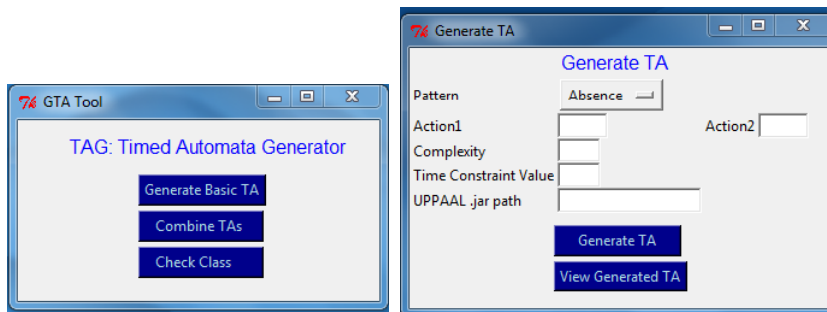 GTA Tool
TAG: Timed Automata Generator
Generate Basic TA
Combine TAs
Check Class
Generate TA
Generate TA
Pattern Absence
Action1 Action2
Complexity
Time Constraint Value
UPPAAL .jar path
Generate TA
View Generated TA